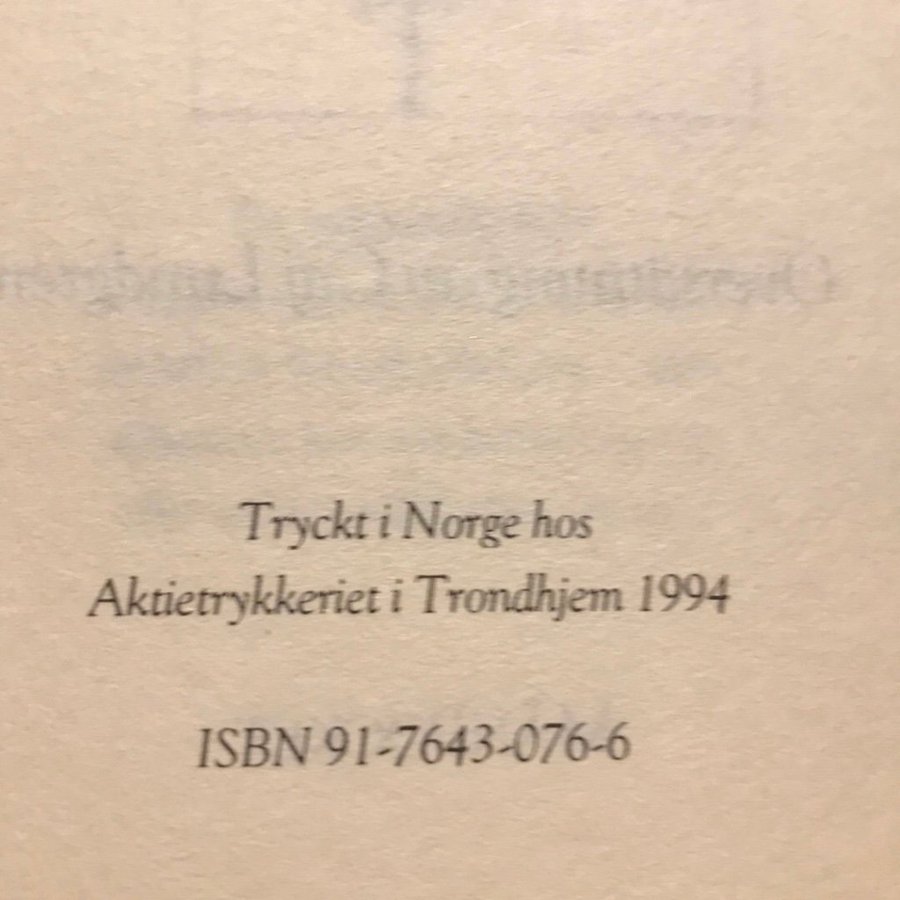 Tryckt i Norge hos
Aktietrykkeriet i Trondhjem 1994
ISBN 91-7643-076-6